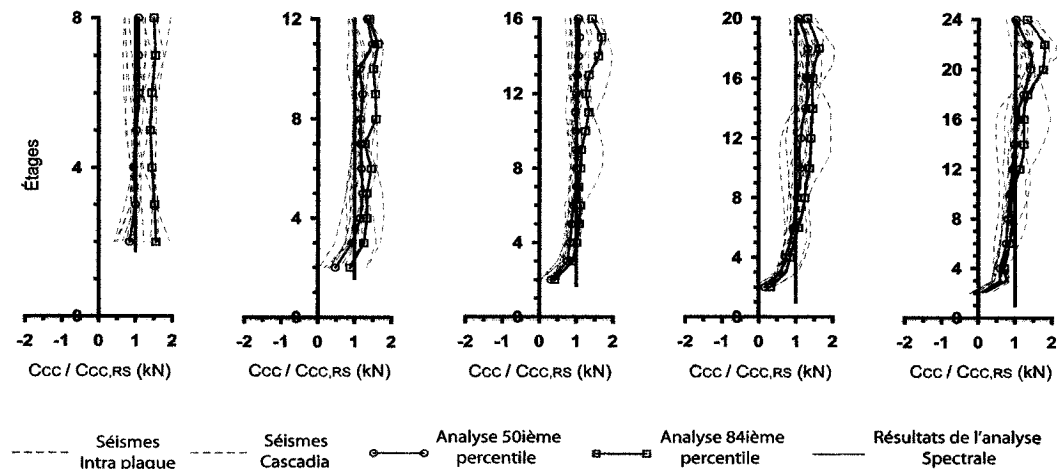 8 12 16 20 24
4 8 12 16 20
4 8 12 16
4 8 12
4 8
4
Étages
0 0 0 0 0
-2 -1 0 1 2 -2 -1 0 1 2 -2 -1 0 1 2 -2 -1 0 1 2 -2 -1 0 1 2
Ccc / Ccc,RS (kN) Ccc / Ccc,RS (kN) Ccc / Ccc,RS (kN) Ccc / Ccc,RS (kN) Ccc / Ccc,RS (kN)
Séismes Intra plaque
Séismes Cascadia
Analyse 50ième percentile
Analyse 84ième percentile
Résultats de l'analyse Spectrale